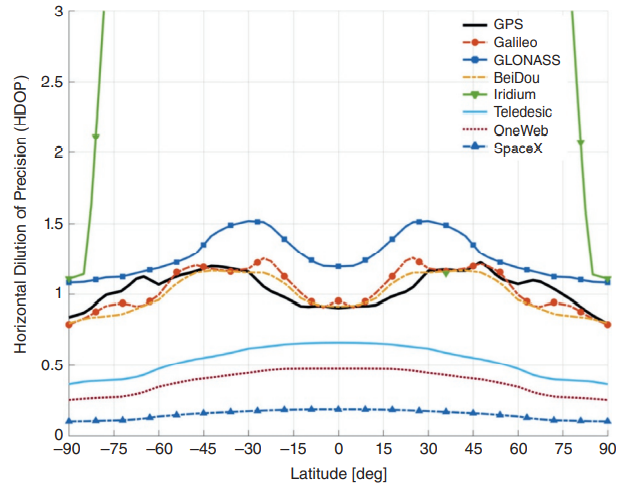 3
2.5
2
1.5
1
0.5
0
Horizontal Dilution of Precision (HDOP)
GPS
Galileo
GLONASS
BeiDou
Iridium
Teledesic
OneWeb
SpaceX
−90 −75 −60 −45 −30 −15 0 15 30 45 60 75 90
Latitude [deg]